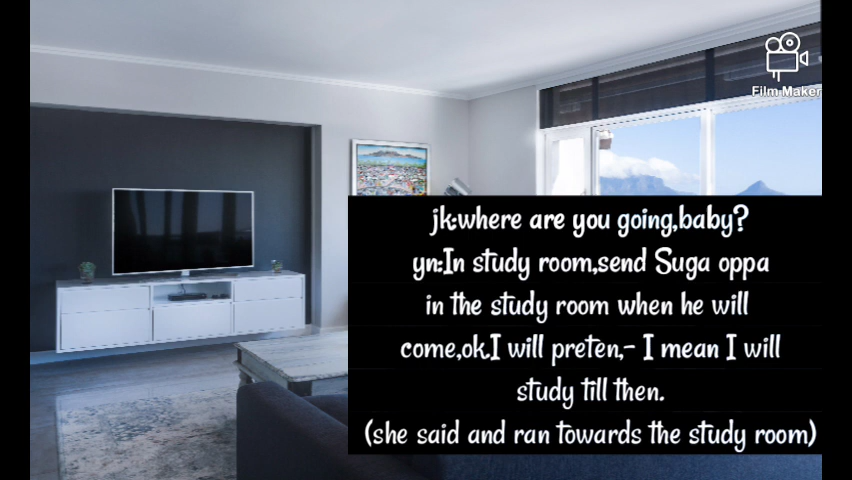 Film Maker
jk:where are you going,baby?
yn:In study room,send Suga oppa
in the study room when he will
come,ok.I will preten,- I mean I will
study till then.
(she said and ran towards the study room)